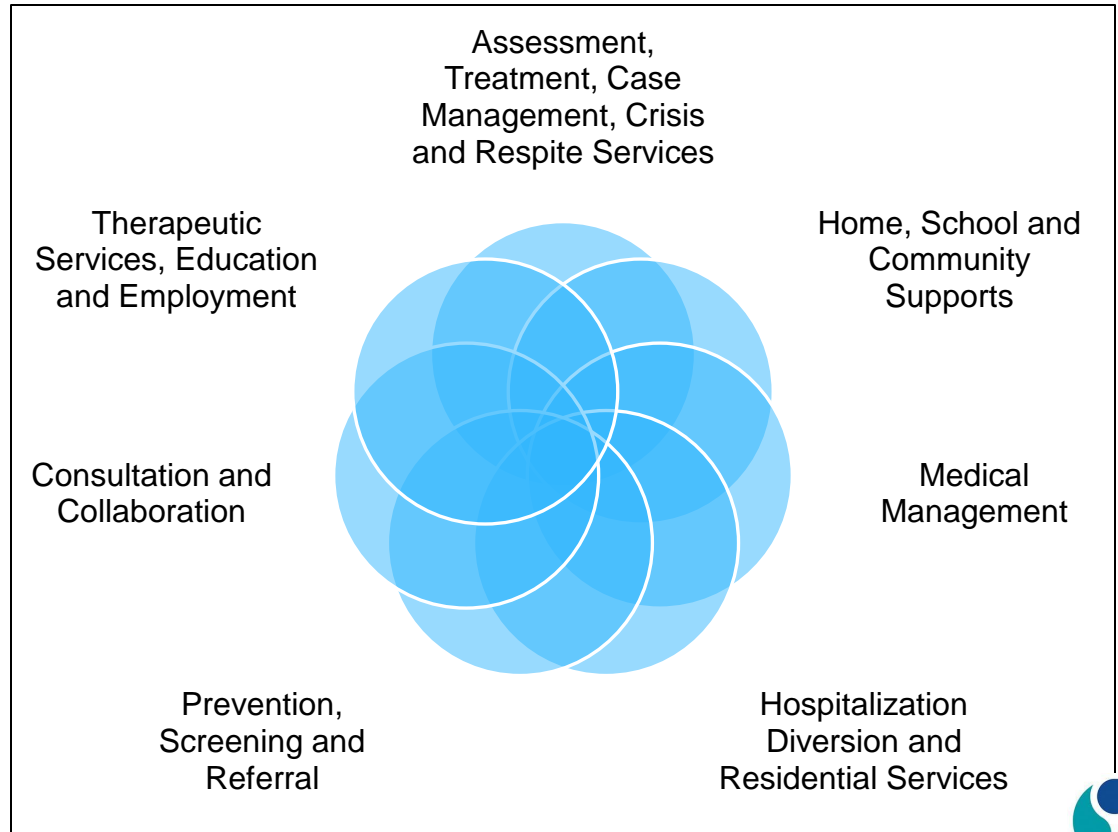 Assessment,
Treatment, Case
Management, Crisis
and Respite Services
Therapeutic
Services, Education
and Employment
Home, School and
Community
Supports
Consultation and
Collaboration
Medical
Management
Prevention,
Screening and
Referral
Hospitalization
Diversion and
Residential Services